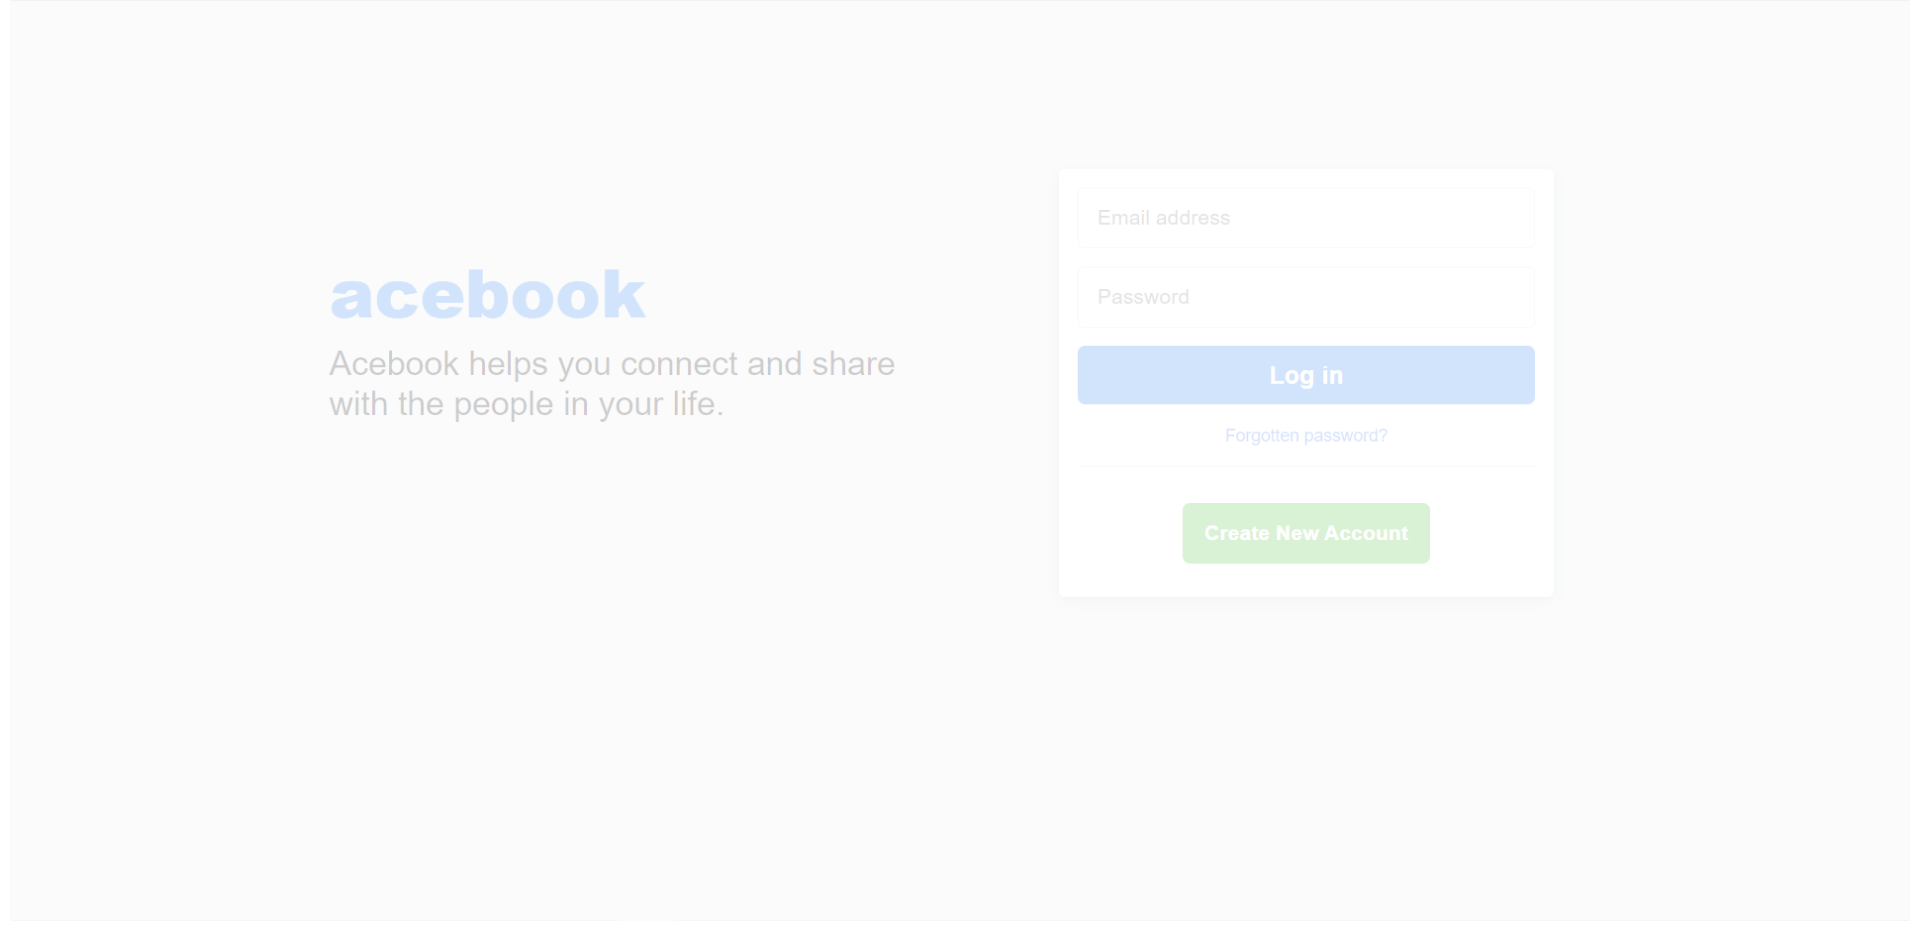 acebook
Acebook helps you connect and share
with the people in your life.
Email address
Password
Log in
Forgotten password?
Create New Account